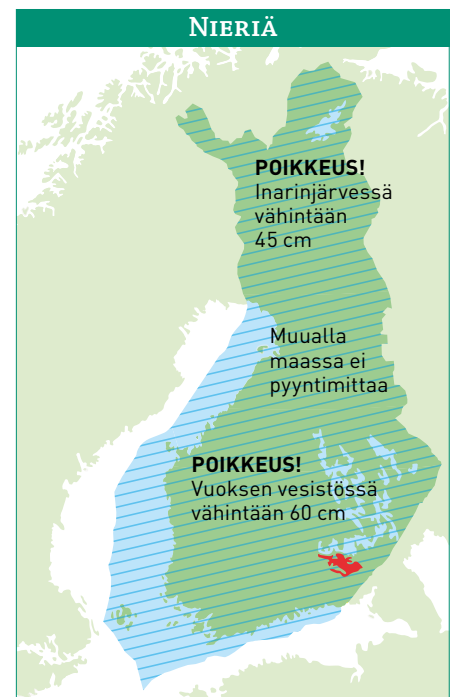 Nieriä
POIKKEUS!
Inarinjärvessä
vähintään
45 cm
Muualla
maassa ei
pyyntimittaa
POIKKEUS!
Vuoksen vesistössä
vähintään 60 cm